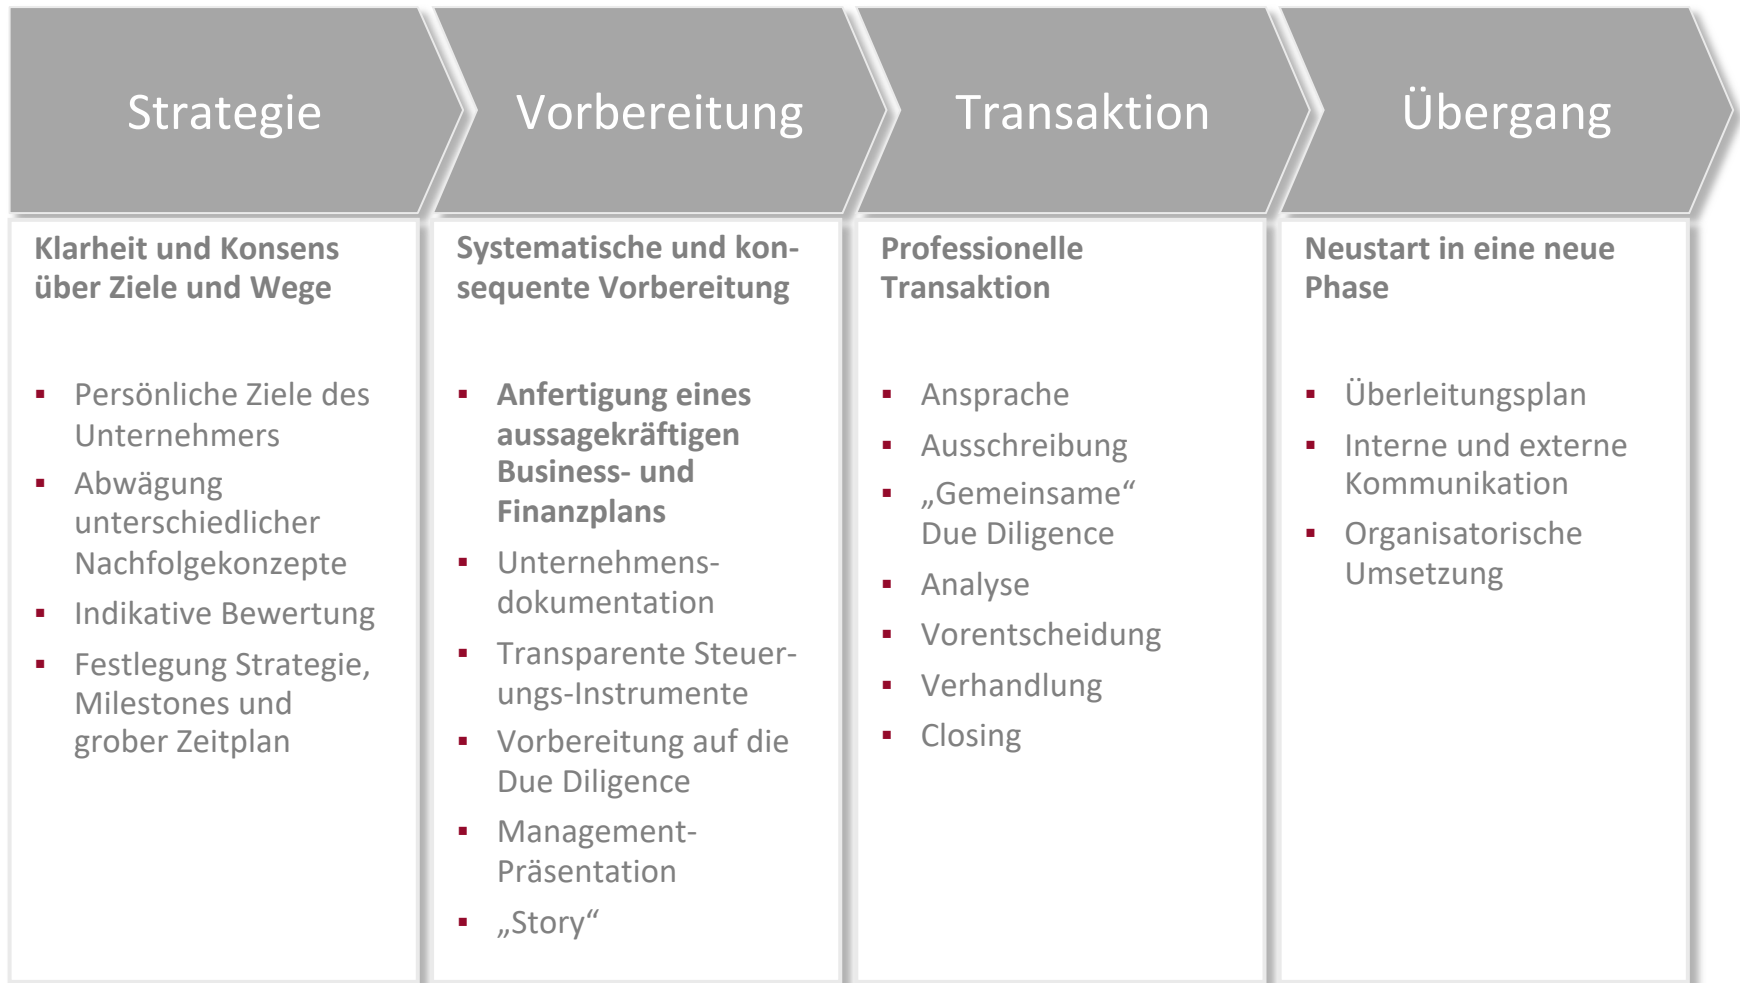 Strategie
Vorbereitung
Transaktion
Übergang
Klarheit und Konsens
über Ziele und Wege
▪ Persönliche Ziele des
Unternehmers
▪ Abwägung
unterschiedlicher
Nachfolgekonzepte
▪ Indikative Bewertung
▪ Festlegung Strategie,
Milestones und
grober Zeitplan
Systematische und kon-
sequente Vorbereitung
▪ Anfertigung eines
aussagekräftigen
Business- und
Finanzplans
▪ Unternehmens-
dokumentation
▪ Transparente Steuer-
ungs-Instrumente
▪ Vorbereitung auf die
Due Diligence
▪ Management-
Präsentation
▪ „Story“
Professionelle
Transaktion
▪ Ansprache
▪ Ausschreibung
▪ „Gemeinsame“
Due Diligence
▪ Analyse
▪ Vorentscheidung
▪ Verhandlung
▪ Closing
Neustart in eine neue
Phase
▪ Überleitungsplan
▪ Interne und externe
Kommunikation
▪ Organisatorische
Umsetzung